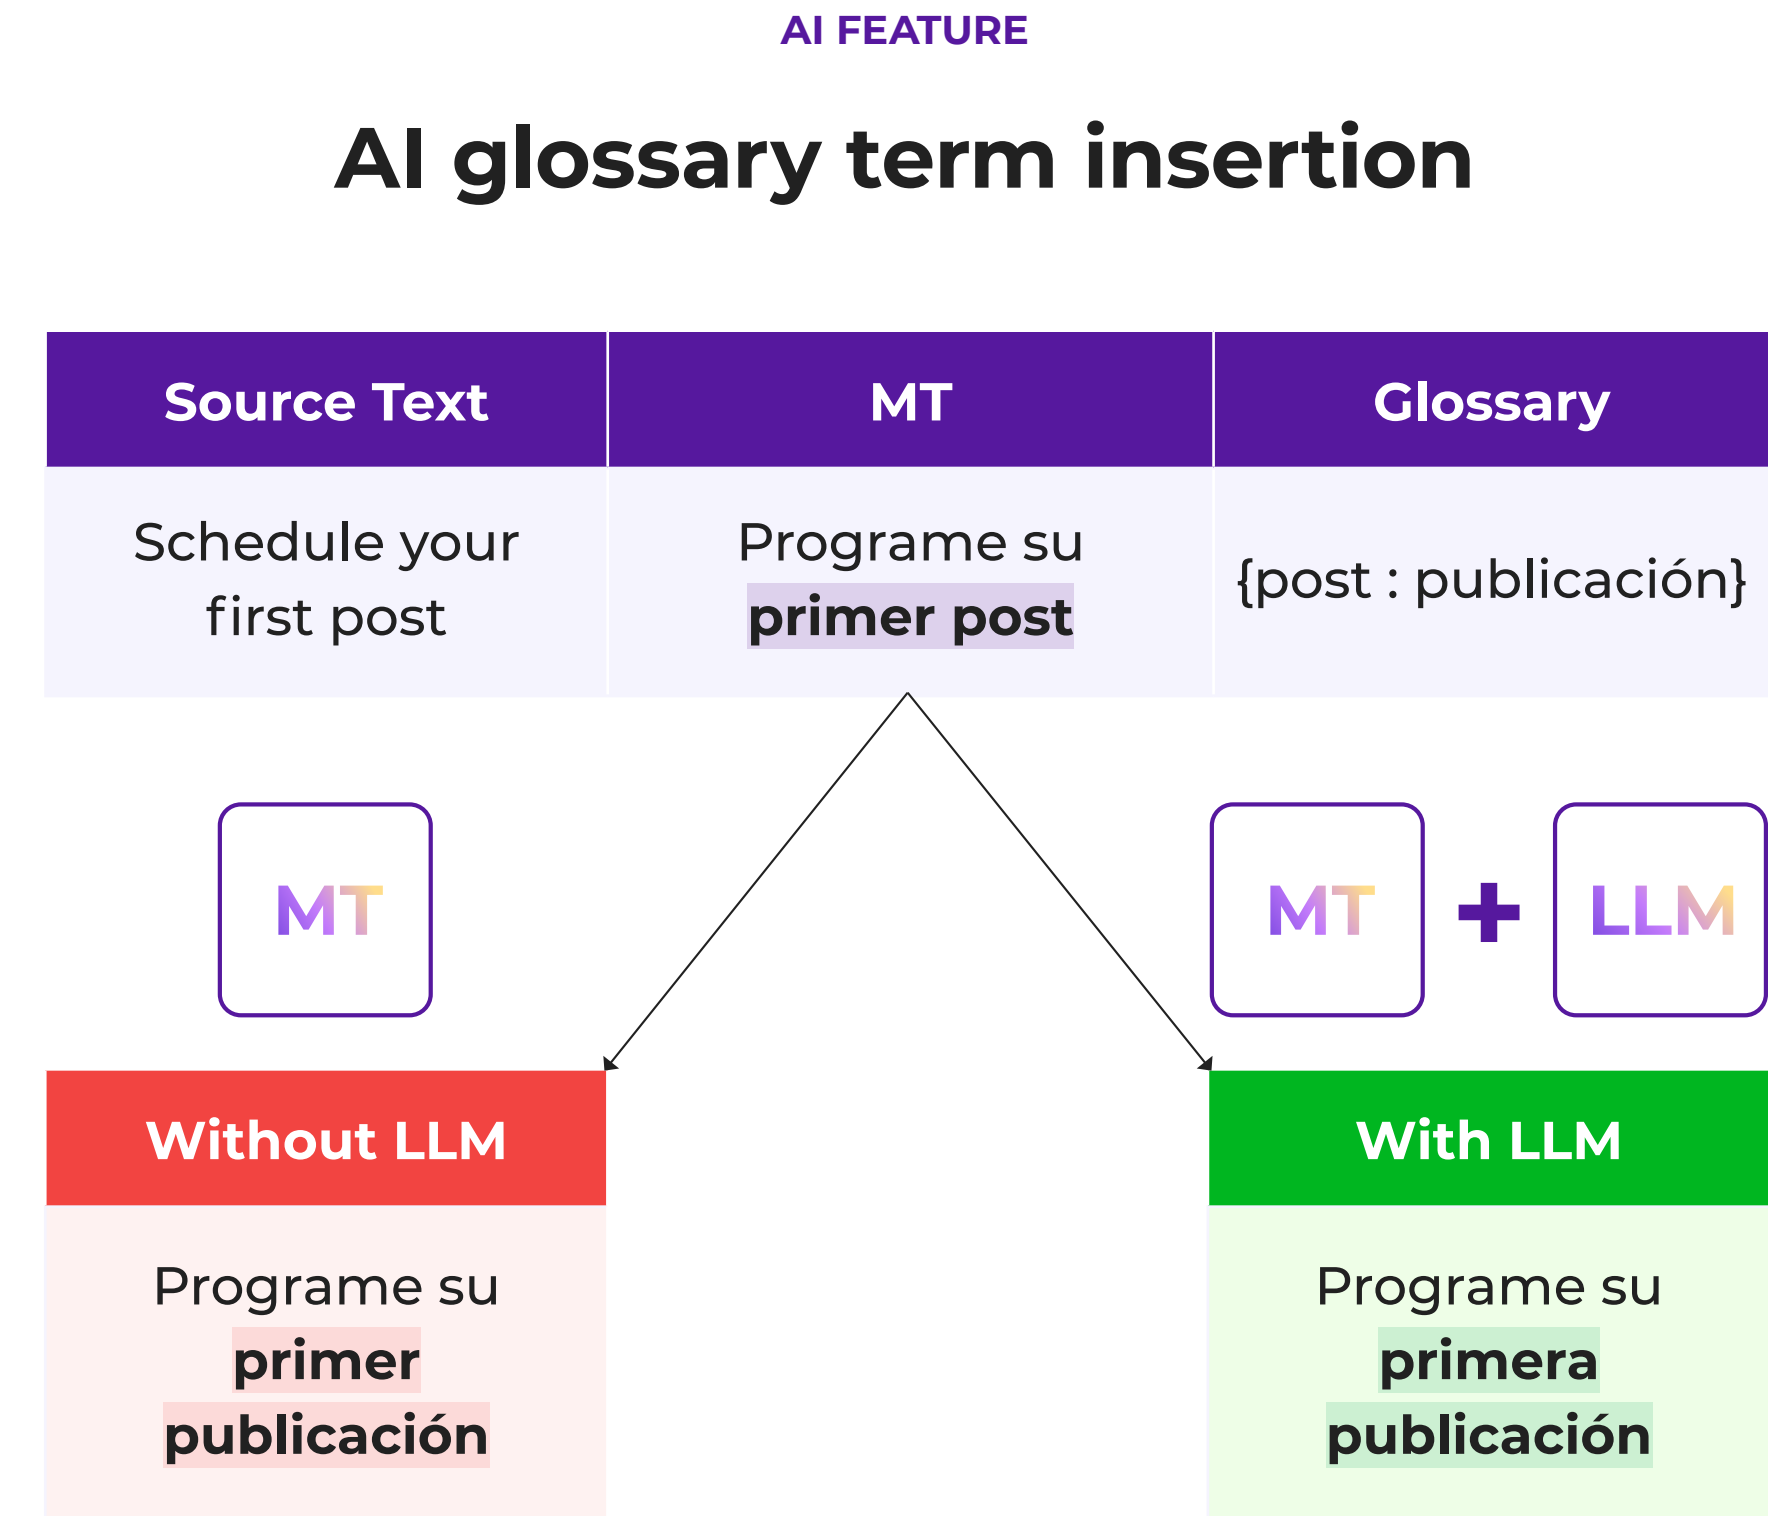 AI FEATURE
AI glossary term insertion
Source Text
MT
Glossary
Schedule your
first post
Programe su
primer post
{post : publicación}
MT
MT
+
LLM
Without LLM
With LLM
Programe su
primer
publicación
Programe su
primera
publicación